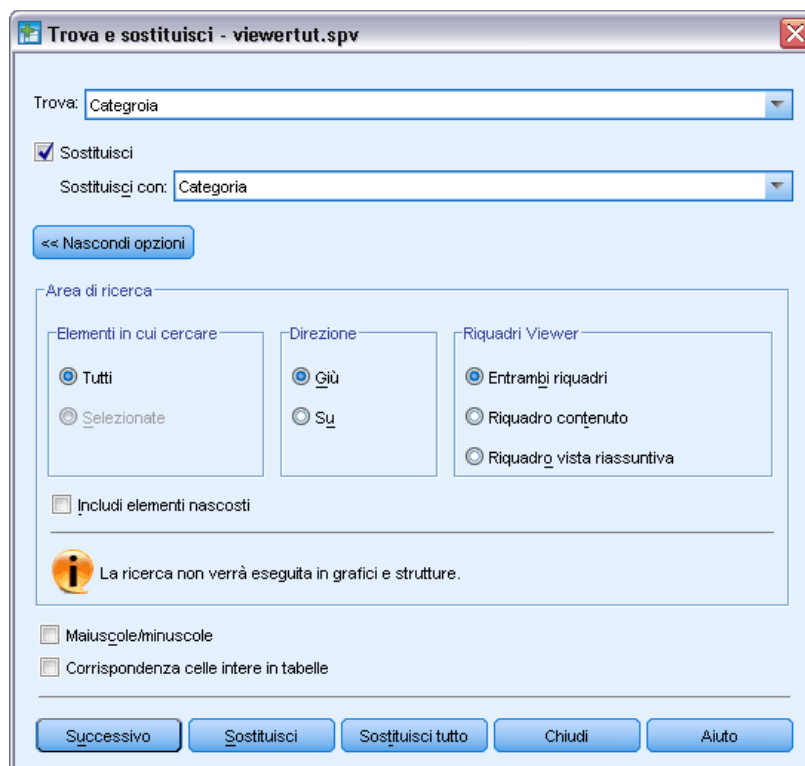 Trova e sostituisci - viewertut.spv
Trova: Categroia
Sostituisci
Sostituisci con: Categoria
<< Nascondi opzioni
Area di ricerca
Elementi in cui cercare
Tutti
Selezionate
Direzione
Giù
Su
Riquadri Viewer
Entrambi riquadri
Riquadro contenuto
Riquadro vista riassuntiva
Includi elementi nascosti
La ricerca non verrà eseguita in grafici e strutture.
Maiuscole/minuscole
Corrispondenza celle intere in tabelle
Successivo
Sostituisci
Sostituisci tutto
Chiudi
Aiuto